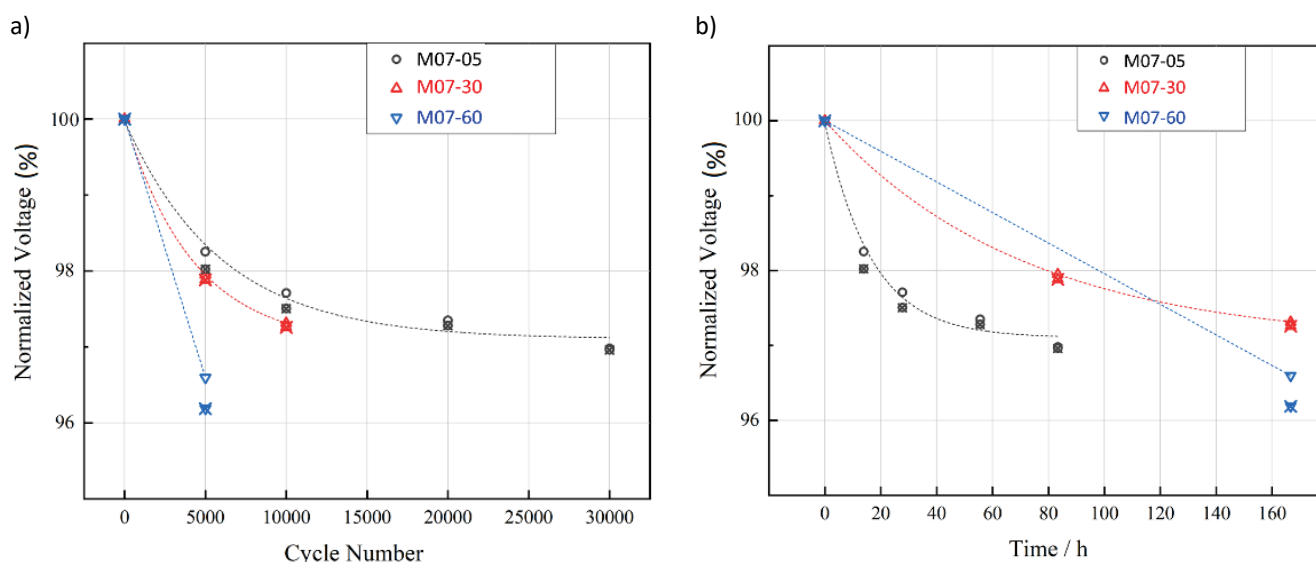 a)
M07-05
M07-30
M07-60
100
98
96
Normalized Voltage (%)
0 5000 10000 15000 20000 25000 30000
Cycle Number
b)
M07-05
M07-30
M07-60
100
98
96
Normalized Voltage (%)
0 20 40 60 80 100 120 140 160
Time / h